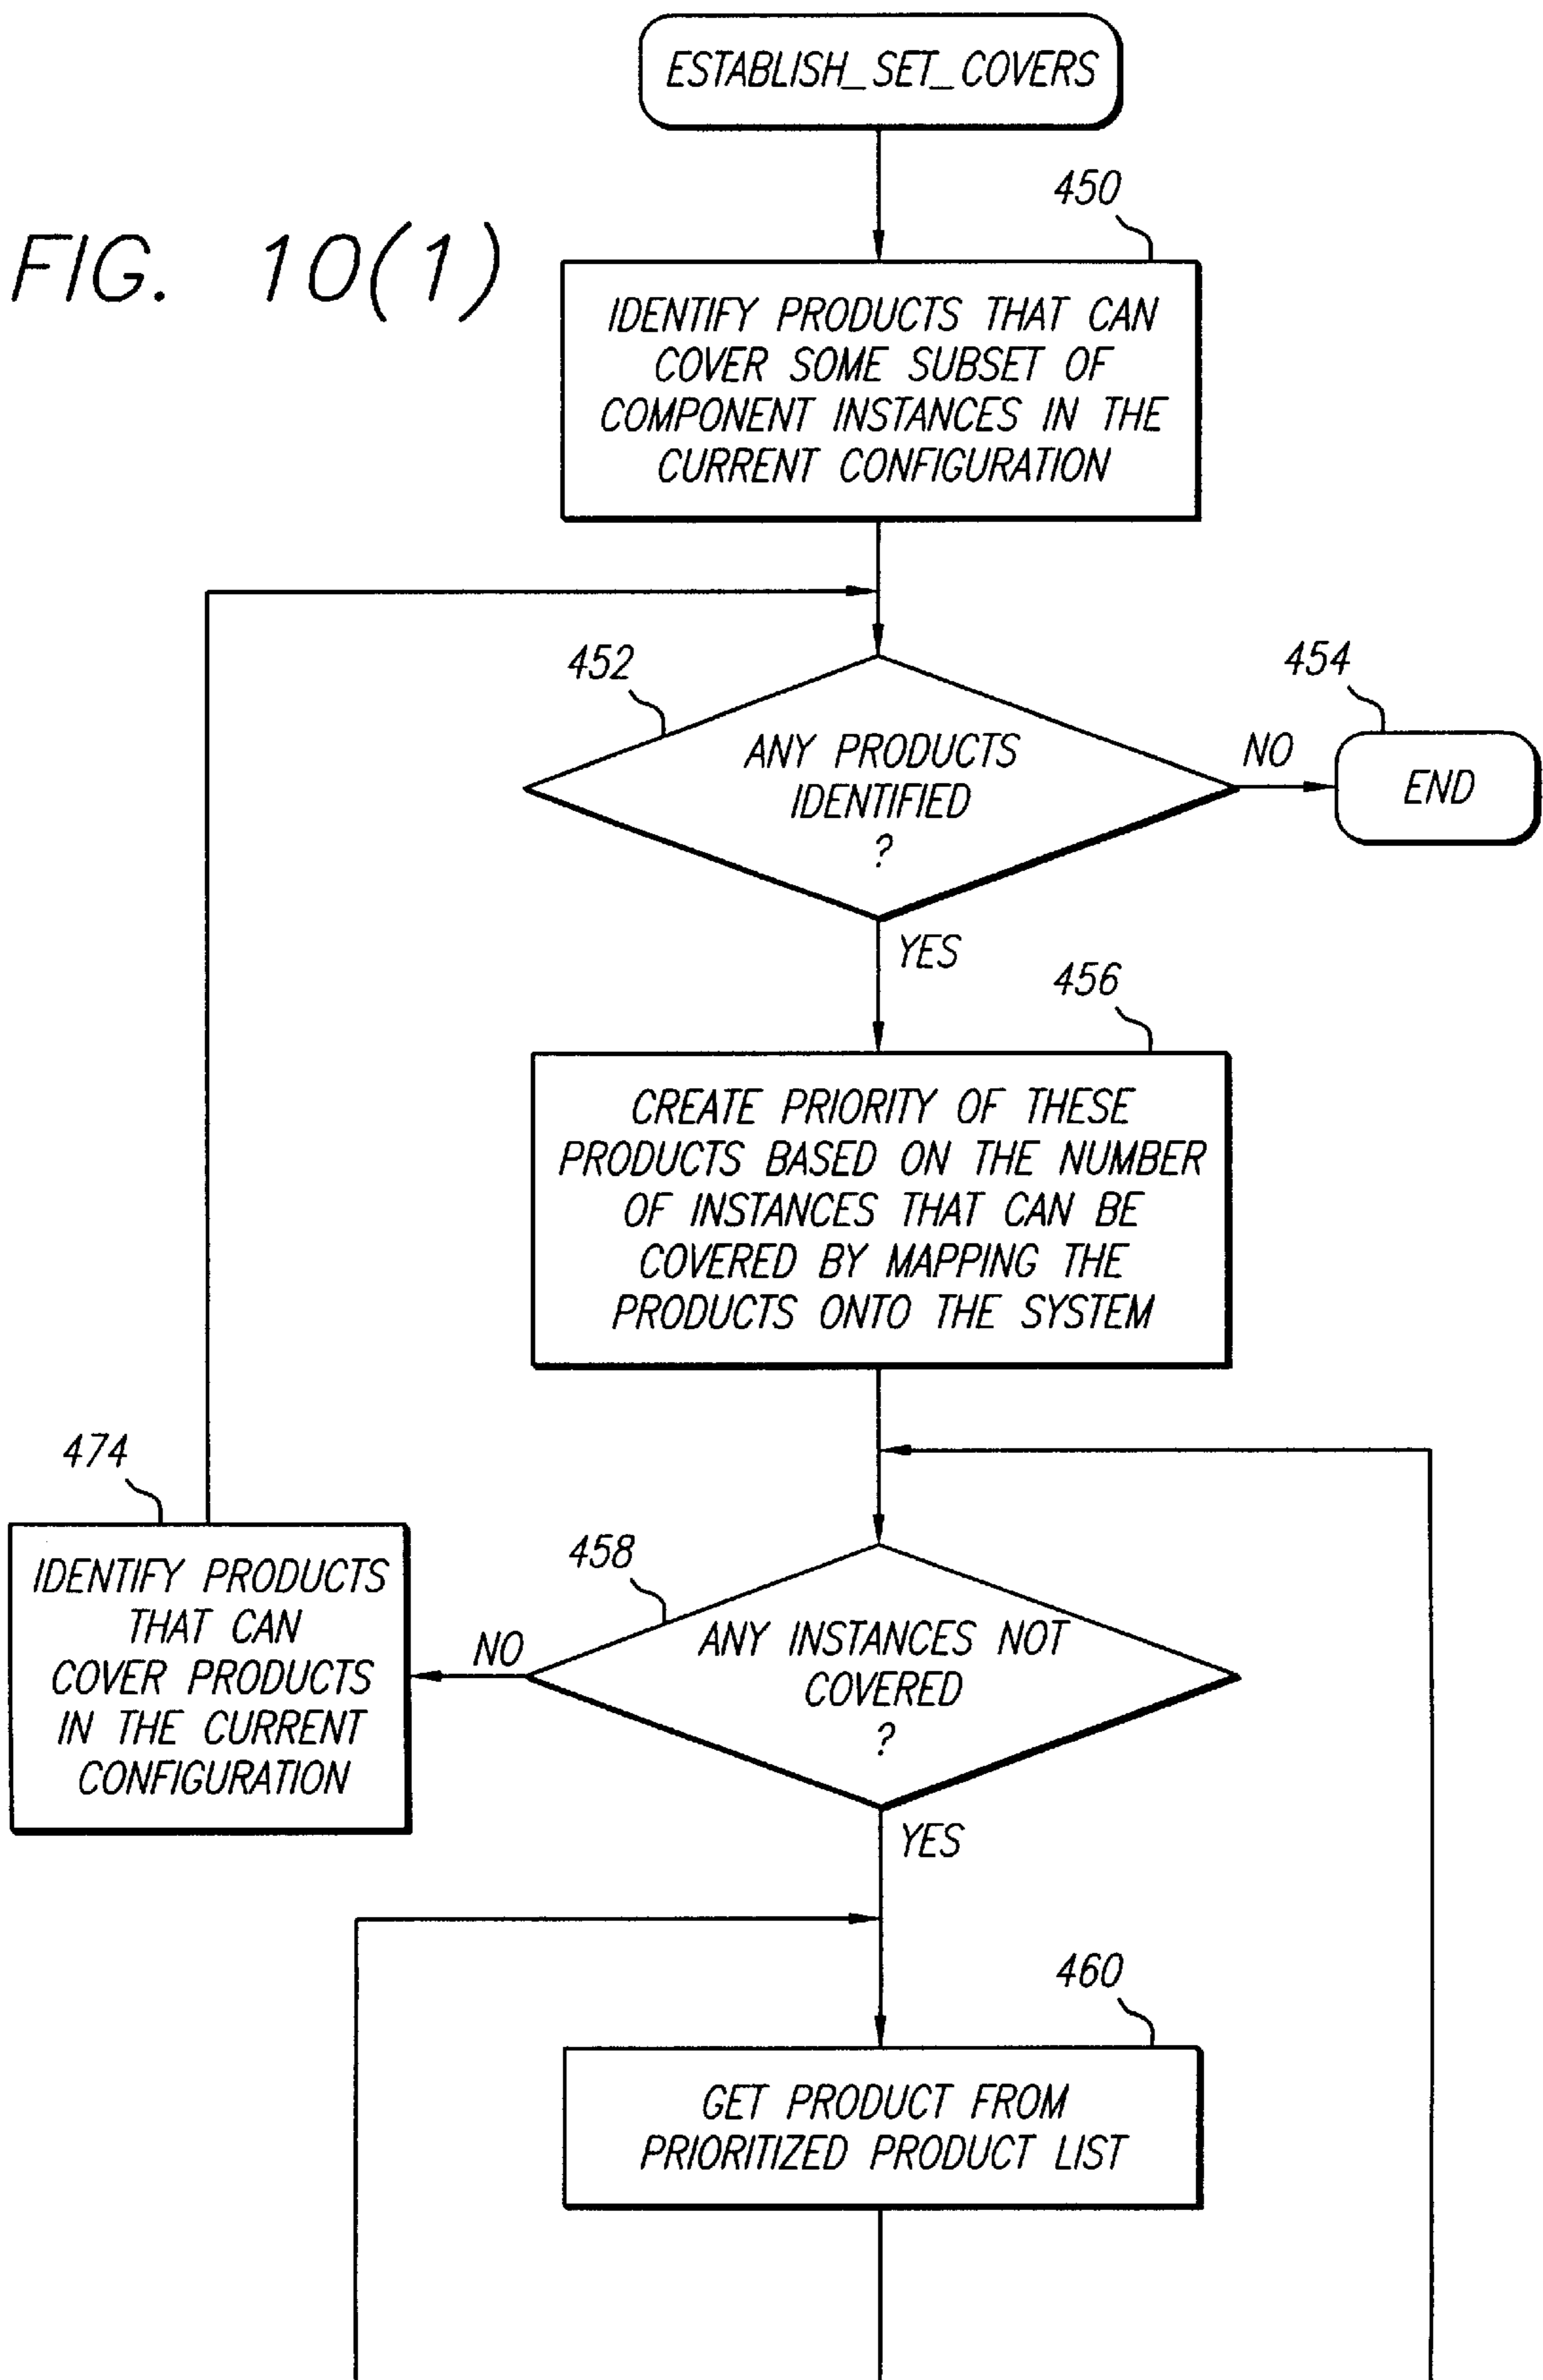 ESTABLISH_SET_COVERS
FIG. 10(1)
450
IDENTIFY PRODUCTS THAT CAN
COVER SOME SUBSET OF
COMPONENT INSTANCES IN THE
CURRENT CONFIGURATION
452
ANY PRODUCTS
IDENTIFIED
?
NO
454
END
YES
456
CREATE PRIORITY OF THESE
PRODUCTS BASED ON THE NUMBER
OF INSTANCES THAT CAN BE
COVERED BY MAPPING THE
PRODUCTS ONTO THE SYSTEM
474
IDENTIFY PRODUCTS
THAT CAN
COVER PRODUCTS
IN THE CURRENT
CONFIGURATION
NO
458
ANY INSTANCES NOT
COVERED
?
YES
460
GET PRODUCT FROM
PRIORITIZED PRODUCT LIST